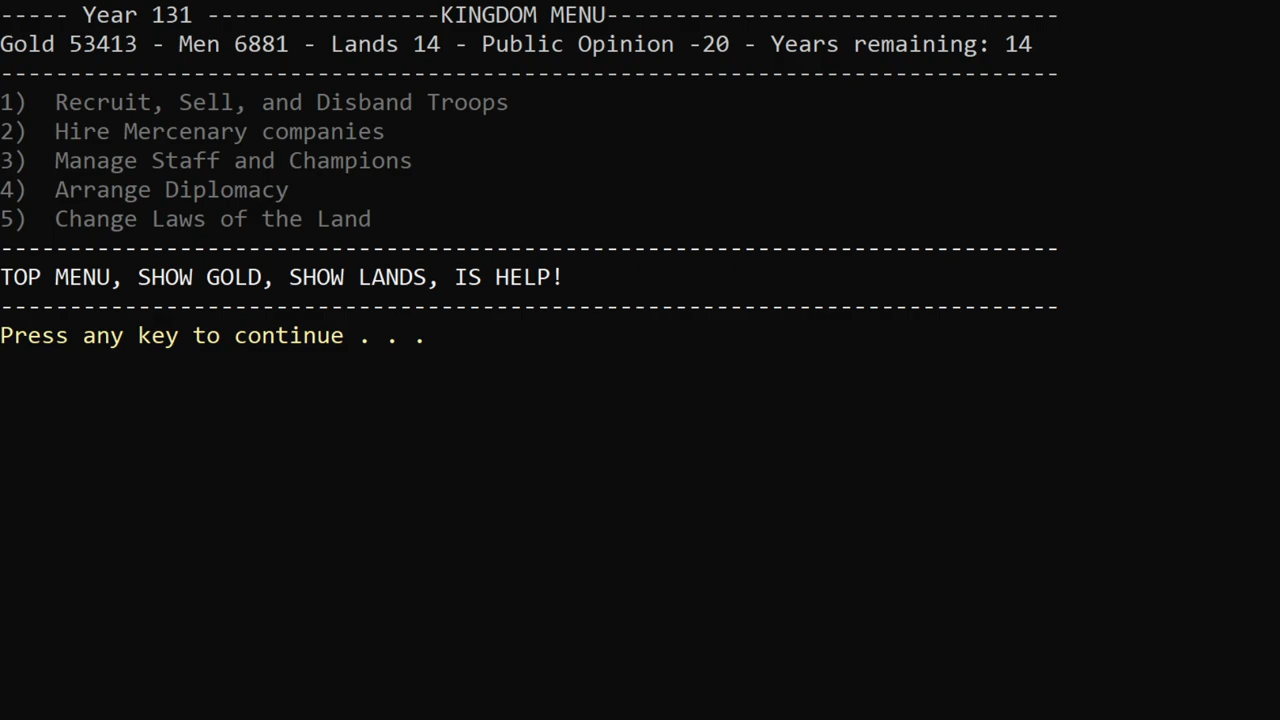 ----- Year 131 -----------------KINGDOM MENU---------------------------------
Gold 53413 - Men 6881 - Lands 14 - Public Opinion -20 - Years remaining: 14
-----------------------------------------------------------------------------
1)  Recruit, Sell, and Disband Troops
2)  Hire Mercenary companies
3)  Manage Staff and Champions
4)  Arrange Diplomacy
5)  Change Laws of the Land
-----------------------------------------------------------------------------
TOP MENU, SHOW GOLD, SHOW LANDS, IS HELP!
-----------------------------------------------------------------------------
Press any key to continue . . .